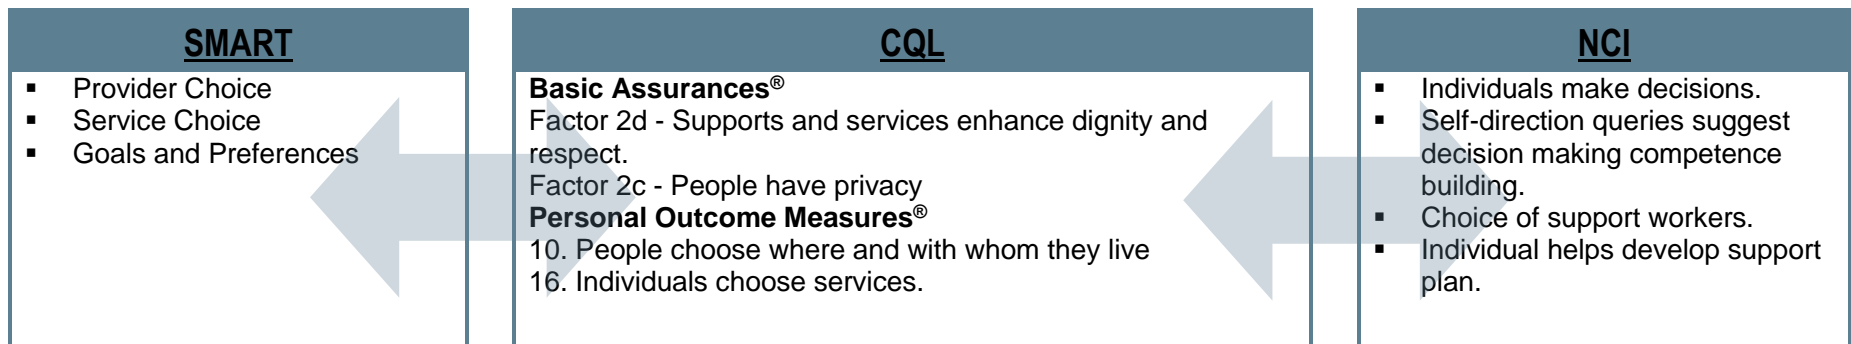 SMART
▪ Provider Choice
▪ Service Choice
▪ Goals and Preferences
CQL
Basic Assurances®
Factor 2d - Supports and services enhance dignity and
respect.
Factor 2c - People have privacy
Personal Outcome Measures®
10. People choose where and with whom they live
16. Individuals choose services.
NCI
▪ Individuals make decisions.
▪ Self-direction queries suggest
decision making competence
building.
▪ Choice of support workers.
▪ Individual helps develop support
plan.